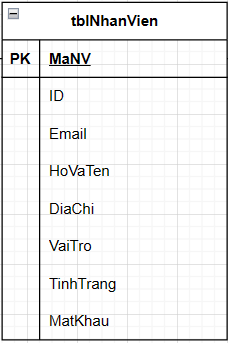 tblNhanVien
PK MaNV
ID
Email
HoVaTen
DiaChi
VaiTro
TinhTrang
MatKhau